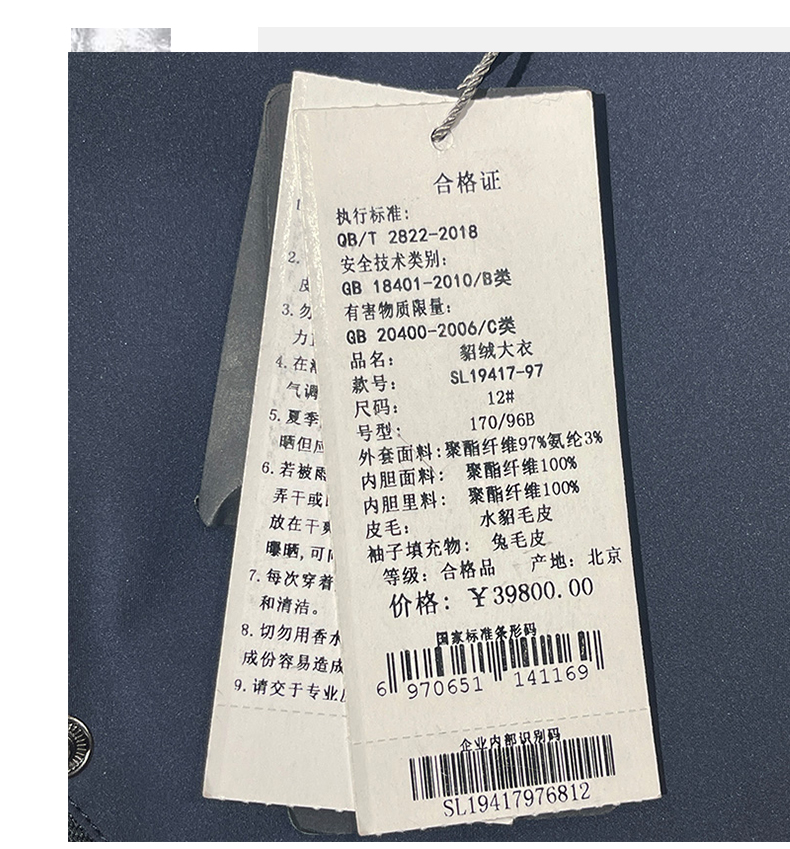 合格证
执行标准:
QB/T 2822-2018
安全技术类别:
GB 18401-2010/B类
有害物质限量:
GB 20400-2006/C类
品名: 貂绒大衣
款号: SL19417-97
尺码: 12#
号型: 170/96B
外套面料:聚酯纤维97%氨纶3%
内胆面料: 聚酯纤维100%
内胆里料: 聚酯纤维100%
皮毛: 水貂毛皮
袖子填充物: 兔毛皮
等级: 合格品 产地: 北京
价格: ¥39800.00
国家标准条形码
6 970651 141169
企业内部识别码
SL19417976812
1
2.
3. 勿
力
4. 在
气调
5. 夏季
晒但应
6. 若被雨
弄干或
放在干爽
曝晒,可
7. 每次穿着
和清洁。
8. 切勿用香水
成份容易造成
9. 请交于专业